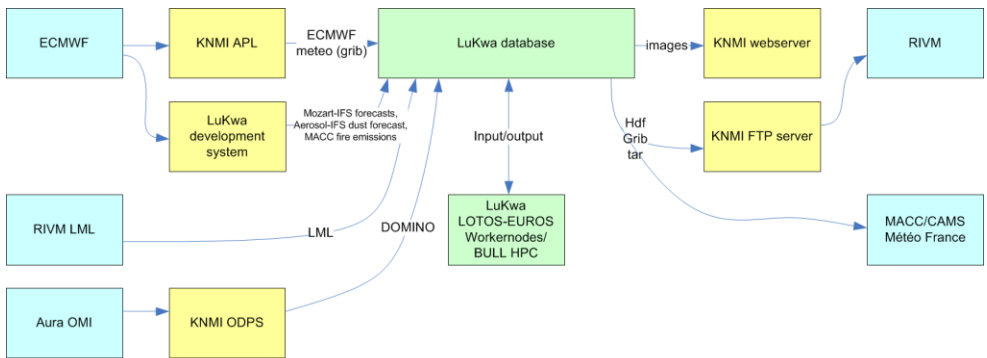 ECMWF
KNMI APL
ECMWF
meteo (grib)
LuKwa database
images
KNMI webserver
RIVM
LuKwa
development
system
Mozart-IFS forecasts,
Aerosol-IFS dust forecast,
MACC fire emissions
Input/output
Hdf
Grib
tar
KNMI FTP server
RIVM LML
LML
DOMINO
LuKwa
LOTOS-EUROS
Workernodes/
BULL HPC
MACC/CAMS
Météo France
Aura OMI
KNMI ODPS